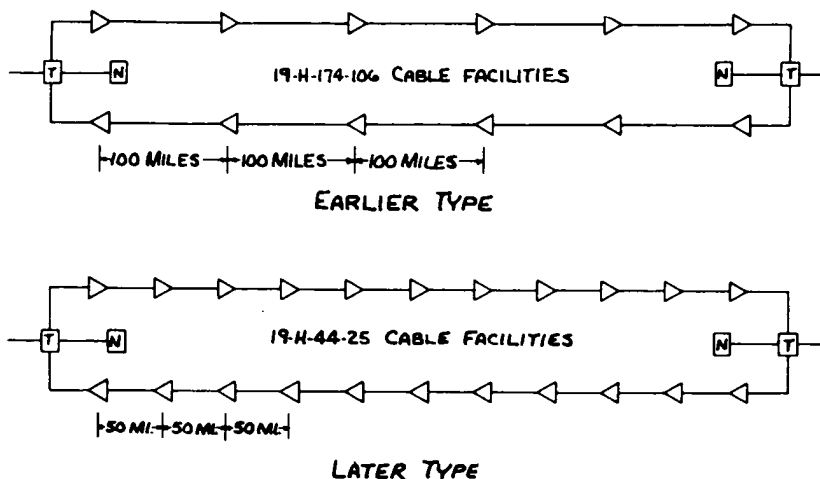 T N 19-H-174-106 CABLE FACILITIES N T
100 MILES 100 MILES 100 MILES
EARLIER TYPE
T N 19-H-44-25 CABLE FACILITIES N T
50 MI. 50 MI. 50 MI.
LATER TYPE